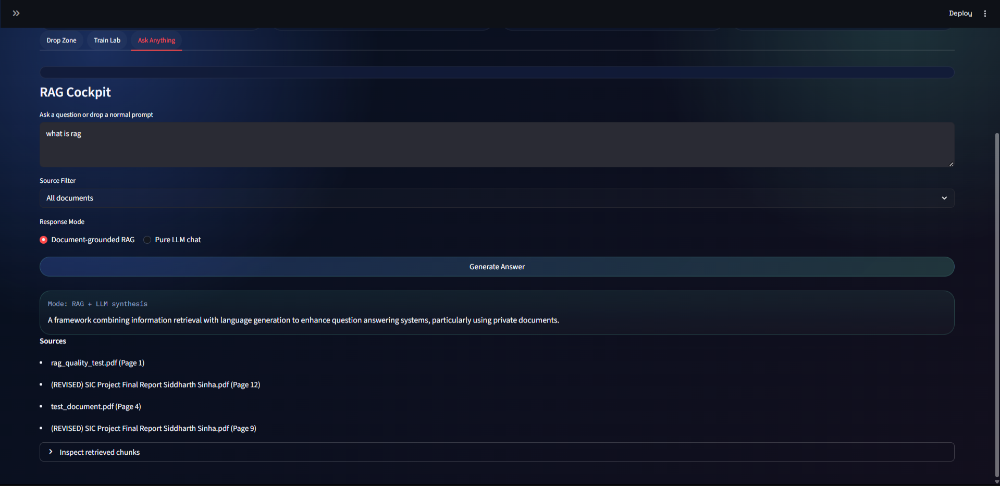 Deploy
Drop Zone
Train Lab
Ask Anything
RAG Cockpit
Ask a question or drop a normal prompt
what is rag
Source Filter
All documents
Response Mode
Document-grounded RAG
Pure LLM chat
Generate Answer
Mode: RAG + LLM synthesis
A framework combining information retrieval with language generation to enhance question answering systems, particularly using private documents.
Sources
• rag_quality_test.pdf (Page 1)
• (REVISED) SIC Project Final Report Siddharth Sinha.pdf (Page 12)
• test_document.pdf (Page 4)
• (REVISED) SIC Project Final Report Siddharth Sinha.pdf (Page 9)
Inspect retrieved chunks